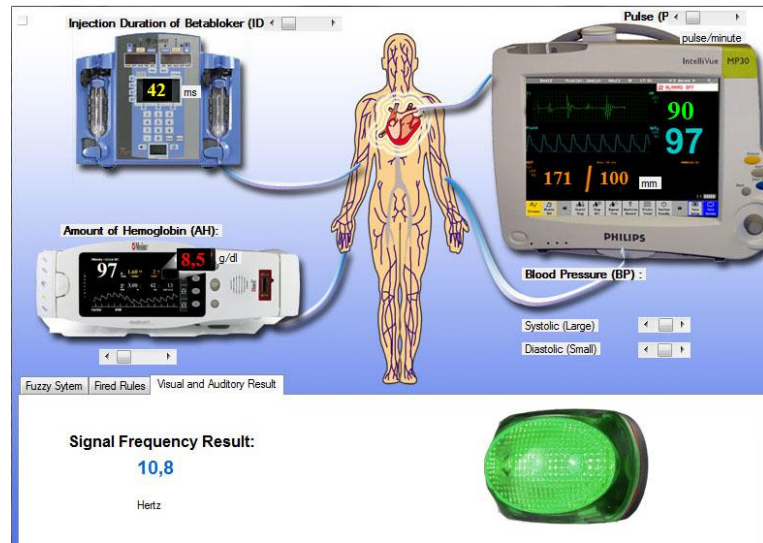 Injection Duration of Betabloker (ID
Pulse (P
pulse/minute
IntelliVue MP30
ALARMS OFF
42
ms
90
97
171 / 100
mm
PHILIPS
Amount of Hemoglobin (AH):
97
8,5
g/dl
Blood Pressure (BP) :
Systolic (Large)
Diastolic (Small)
Fuzzy Sytem
Fired Rules
Visual and Auditory Result
Signal Frequency Result:
10,8
Hertz